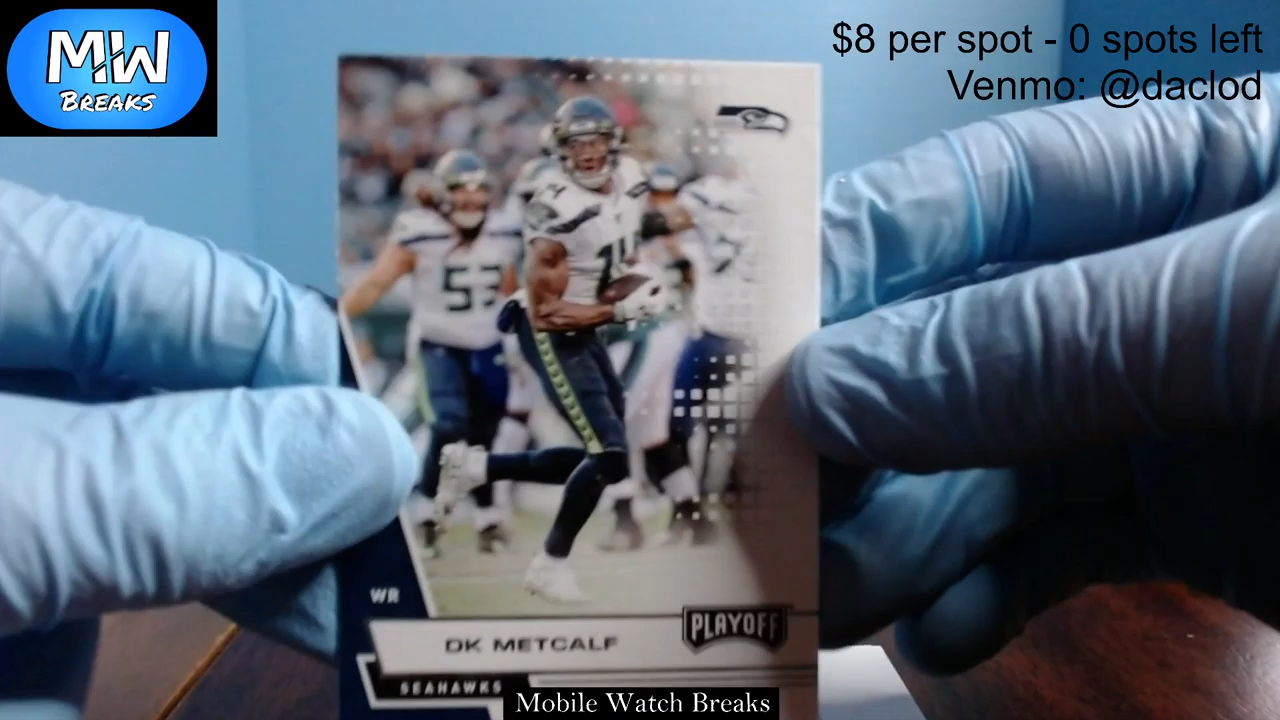 MW
BREAKS
$8 per spot - 0 spots left
Venmo: @daclod
53
14
WR
DK METCALF
PLAYOFF
SEAHAWKS
Mobile Watch Breaks